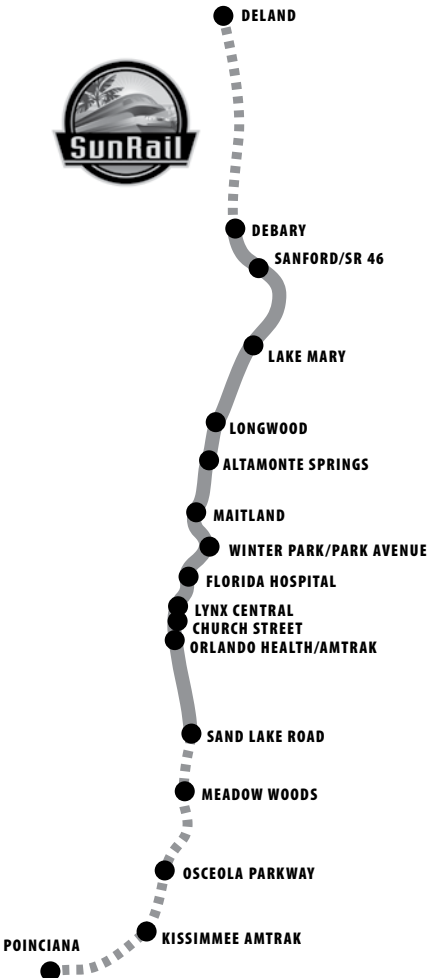 DELAND
SunRail
DEBARY
SANFORD/SR 46
LAKE MARY
LONGWOOD
ALTAMONTE SPRINGS
MAITLAND
WINTER PARK/PARK AVENUE
FLORIDA HOSPITAL
LYNX CENTRAL
CHURCH STREET
ORLANDO HEALTH/AMTRAK
SAND LAKE ROAD
MEADOW WOODS
OSCEOLA PARKWAY
KISSIMMEE AMTRAK
POINCIANA